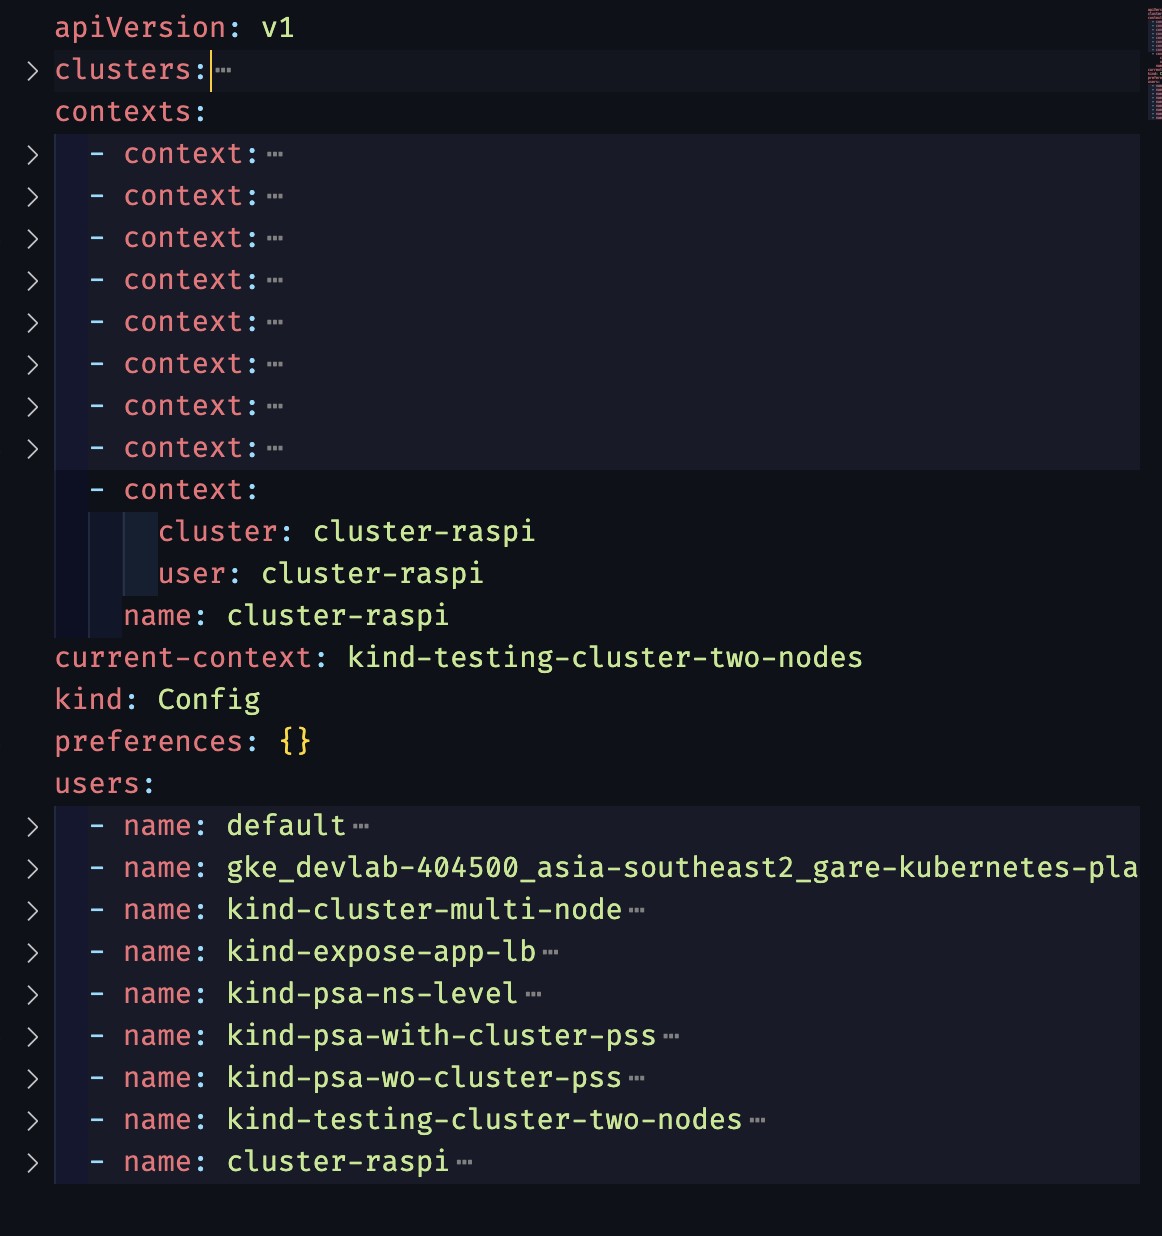 apiVersion: v1
clusters:
contexts:
- context:
- context:
- context:
- context:
- context:
- context:
- context:
- context:
- context:
cluster: cluster-raspi
user: cluster-raspi
name: cluster-raspi
current-context: kind-testing-cluster-two-nodes
kind: Config
preferences: {}
users:
- name: default
- name: gke_devlab-404500_asia-southeast2_gare-kubernetes-pla
- name: kind-cluster-multi-node
- name: kind-expose-app-lb
- name: kind-psa-ns-level
- name: kind-psa-with-cluster-pss
- name: kind-psa-wo-cluster-pss
- name: kind-testing-cluster-two-nodes
- name: cluster-raspi